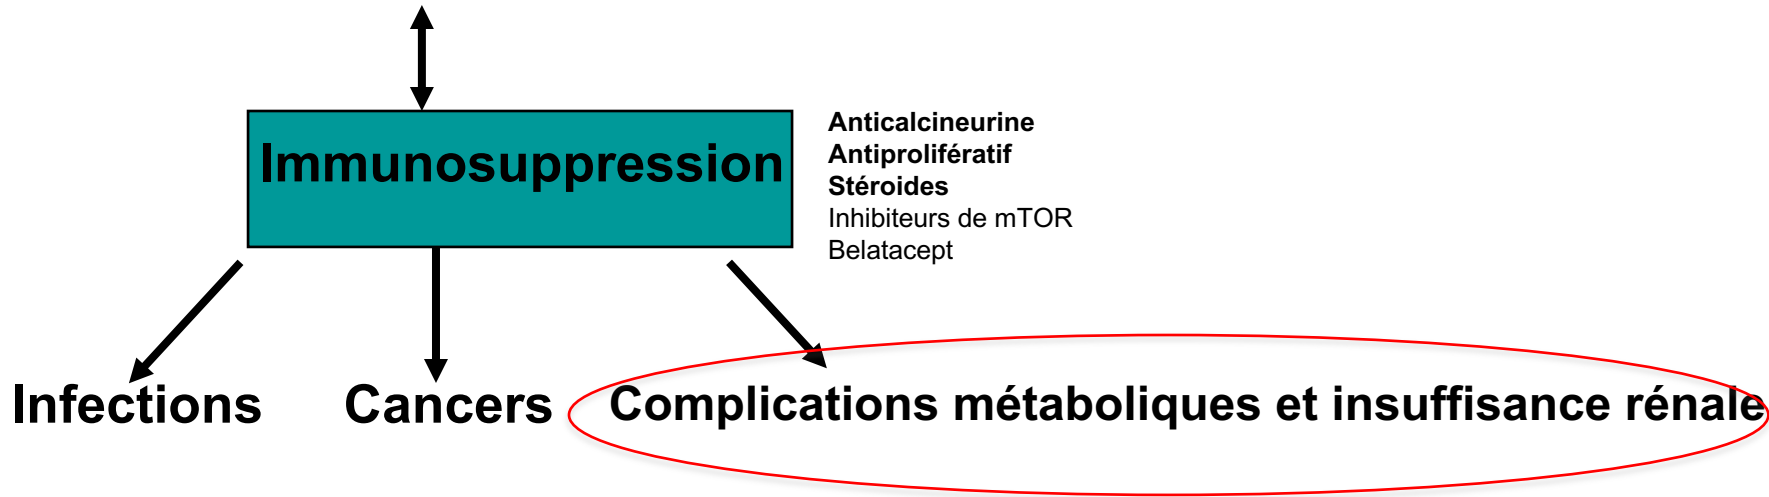 Immunosuppression
Anticalcineurine
Antiprolifératif
Stéroides
Inhibiteurs de mTOR
Belatacept
Infections
Cancers
Complications métaboliques et insuffisance rénale